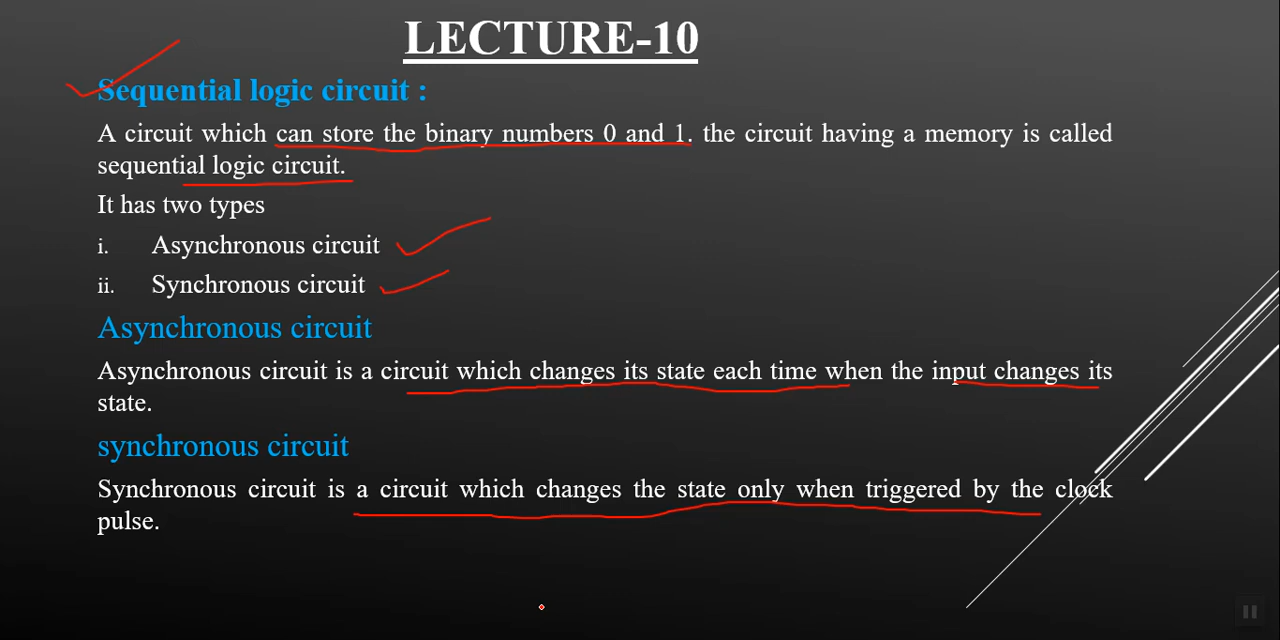 LECTURE-10
Sequential logic circuit :
A circuit which can store the binary numbers 0 and 1. the circuit having a memory is called
sequential logic circuit.
It has two types
i. Asynchronous circuit
ii. Synchronous circuit
Asynchronous circuit
Asynchronous circuit is a circuit which changes its state each time when the input changes its
state.
synchronous circuit
Synchronous circuit is a circuit which changes the state only when triggered by the clock
pulse.